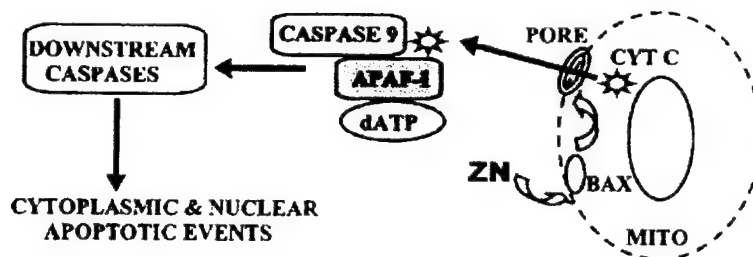 DOWNSTREAM
CASPASES
CASPASE 9
APAF-1
dATP
PORE
CYT C
ZN
BAX
MITO
CYTOPLASMIC & NUCLEAR
APOPTOTIC EVENTS